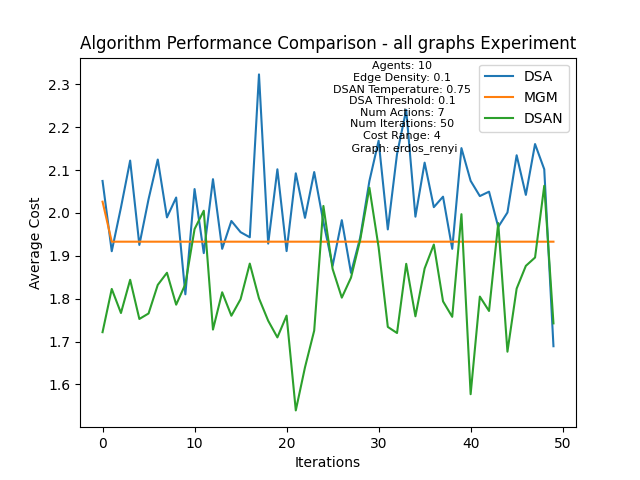 Algorithm Performance Comparison - all graphs Experiment
Agents: 10
Edge Density: 0.1
DSAN Temperature: 0.75
DSA Threshold: 0.1
Num Actions: 7
Num Iterations: 50
Cost Range: 4
Graph: erdos_renyi
DSA
MGM
DSAN
Average Cost
2.3
2.2
2.1
2.0
1.9
1.8
1.7
1.6
0 10 20 30 40 50
Iterations